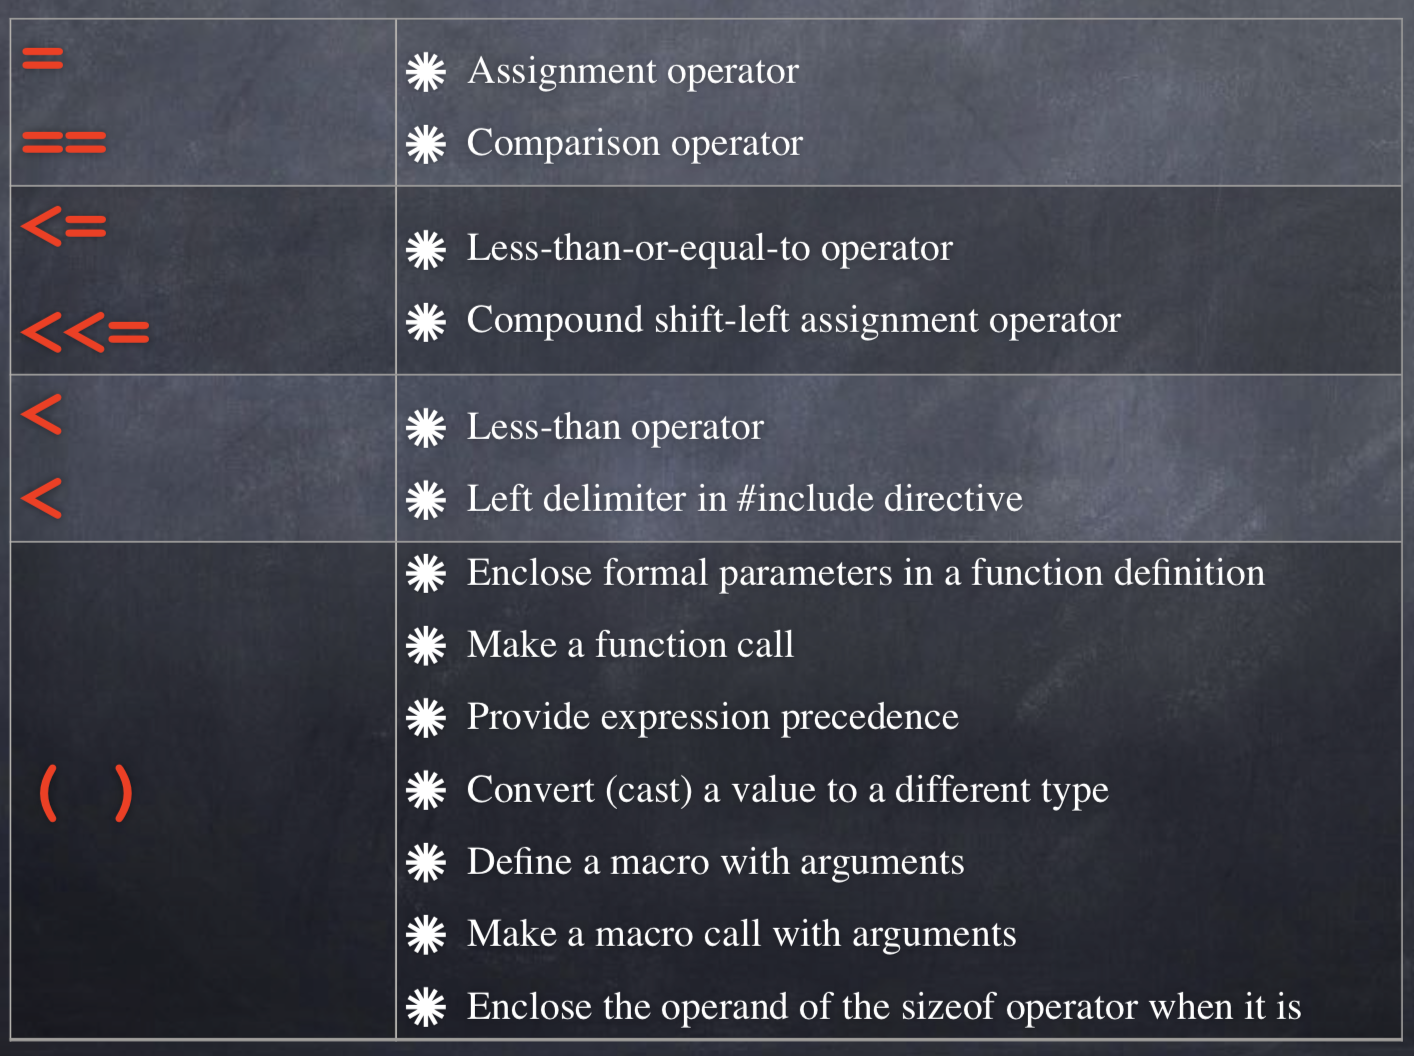 =
Assignment operator
==
Comparison operator
<=
Less-than-or-equal-to operator
<<=
Compound shift-left assignment operator
<
Less-than operator
<
Left delimiter in #include directive
( )
Enclose formal parameters in a function definition
Make a function call
Provide expression precedence
Convert (cast) a value to a different type
Define a macro with arguments
Make a macro call with arguments
Enclose the operand of the sizeof operator when it is